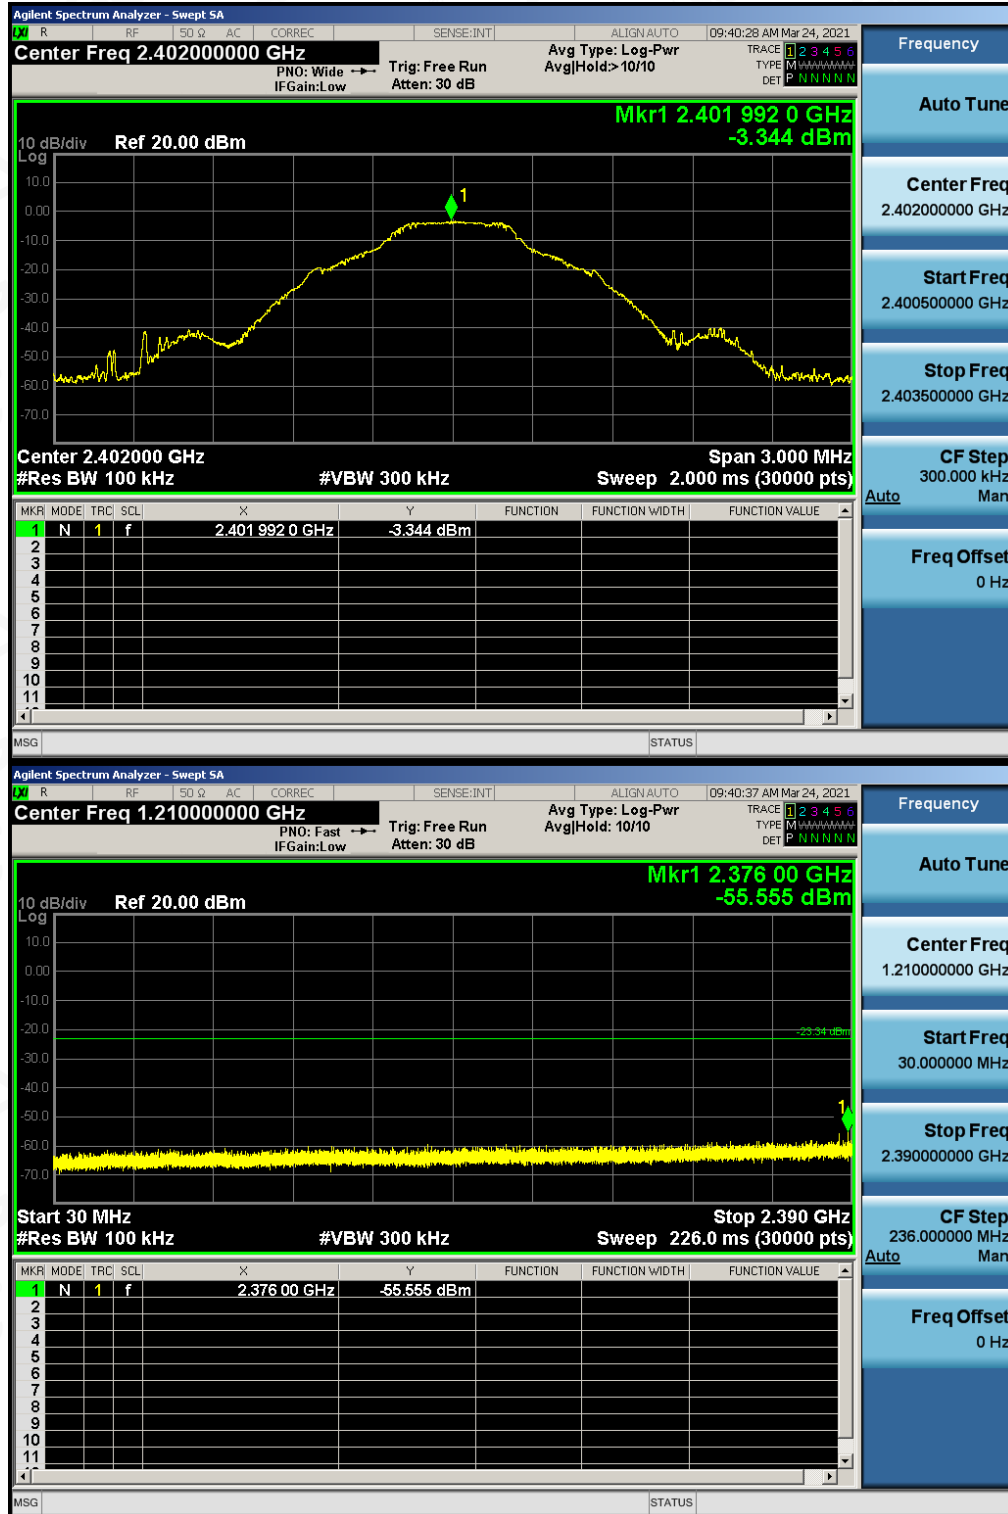 Agilent Spectrum Analyzer - Swept SA
LXI R RF 50 Ω AC CORREC SENSE:INT ALIGN AUTO 09:40:28 AM Mar 24, 2021
Center Freq 2.402000000 GHz
PNO: Wide
IFGain:Low
Trig: Free Run
Atten: 30 dB
Avg Type: Log-Pwr
Avg|Hold:>10/10
TRACE 1 2 3 4 5 6
TYPE M WWWWW
DET P N N N N N
Mkr1 2.401 992 0 GHz
-3.344 dBm
10 dB/div Ref 20.00 dBm
Log
10.0
0.00
-10.0
-20.0
-30.0
-40.0
-50.0
-60.0
-70.0
1
Center 2.402000 GHz Span 3.000 MHz
#Res BW 100 kHz #VBW 300 kHz Sweep 2.000 ms (30000 pts)
MKR MODE TRC SCL X Y FUNCTION FUNCTION WIDTH FUNCTION VALUE
1 N 1 f 2.401 992 0 GHz -3.344 dBm
2
3
4
5
6
7
8
9
10
11
MSG STATUS
Frequency
Auto Tune
Center Freq
2.402000000 GHz
Start Freq
2.400500000 GHz
Stop Freq
2.403500000 GHz
CF Step
300.000 kHz
Auto Man
Freq Offset
0 Hz
Agilent Spectrum Analyzer - Swept SA
LXI R RF 50 Ω AC CORREC SENSE:INT ALIGN AUTO 09:40:37 AM Mar 24, 2021
Center Freq 1.210000000 GHz
PNO: Fast
IFGain:Low
Trig: Free Run
Atten: 30 dB
Avg Type: Log-Pwr
Avg|Hold: 10/10
TRACE 1 2 3 4 5 6
TYPE M WWWWW
DET P N N N N N
Mkr1 2.376 00 GHz
-55.555 dBm
10 dB/div Ref 20.00 dBm
Log
10.0
0.00
-10.0
-20.0
-30.0
-40.0
-50.0
-60.0
-70.0
-23.34 dBm
1
Start 30 MHz Stop 2.390 GHz
#Res BW 100 kHz #VBW 300 kHz Sweep 226.0 ms (30000 pts)
MKR MODE TRC SCL X Y FUNCTION FUNCTION WIDTH FUNCTION VALUE
1 N 1 f 2.376 00 GHz -55.555 dBm
2
3
4
5
6
7
8
9
10
11
MSG STATUS
Frequency
Auto Tune
Center Freq
1.210000000 GHz
Start Freq
30.000000 MHz
Stop Freq
2.390000000 GHz
CF Step
236.000000 MHz
Auto Man
Freq Offset
0 Hz